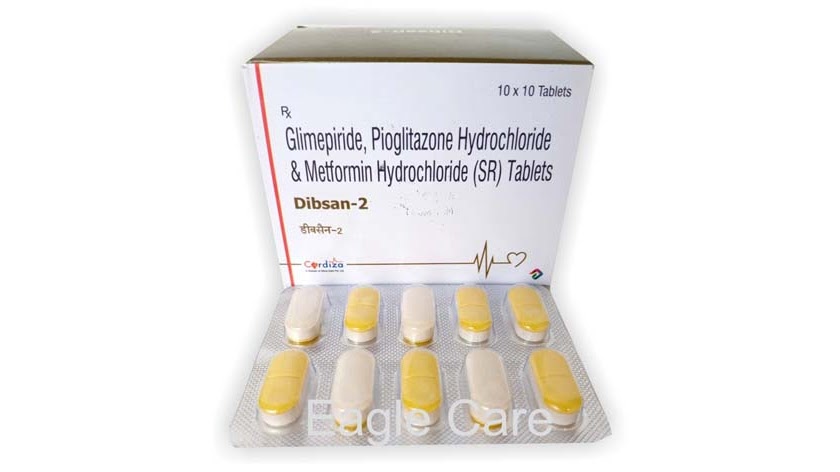 10 x 10 Tablets
Rx
Glimepiride, Pioglitazone Hydrochloride
& Metformin Hydrochloride (SR) Tablets
Dibsan-2
डीबसैन-2
Cordiza
Eagle Care